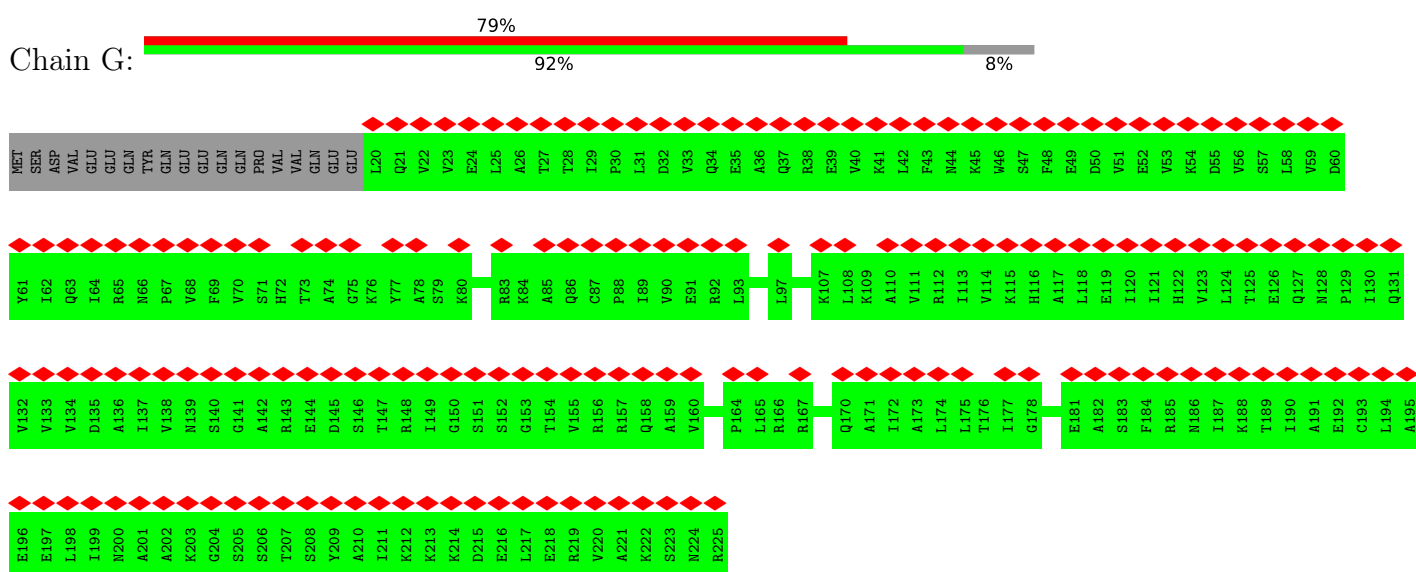 79%
Chain G:
92% 8%
MET SER ASP VAL GLU GLU GLN TYR GLN GLU GLU GLN GLN PRO VAL VAL GLN GLU GLU L20 Q21 V22 V23 E24 L25 A26 T27 T28 I29 P30 L31 D32 V33 Q34 E35 A36 Q37 R38 E39 V40 K41 L42 F43 N44 K45 W46 S47 F48 E49 D50 V51 E52 V53 K54 D55 V56 S57 L58 V59 D60
Y61 I62 Q63 I64 R65 N66 P67 V68 F69 V70 S71 H72 T73 A74 G75 K76 Y77 A78 S79 K80 R83 K84 A85 Q86 C87 P88 I89 V90 E91 R92 L93 L97 K107 L108 K109 A110 V111 R112 I113 V114 K115 H116 A117 L118 E119 I120 I121 H122 V123 L124 T125 E126 Q127 N128 P129 I130 Q131
V132 V133 V134 D135 A136 I137 V138 N139 S140 G141 A142 R143 E144 D145 S146 T147 R148 I149 G150 S151 S152 G153 T154 V155 R156 R157 Q158 A159 V160 P164 L165 R166 R167 Q170 A171 I172 A173 L174 L175 T176 I177 G178 E181 A182 S183 F184 R185 N186 I187 K188 T189 I190 A191 E192 C193 L194 A195
E196 E197 L198 I199 N200 A201 A202 K203 G204 S205 S206 T207 S208 Y209 A210 I211 K212 K213 K214 D215 E216 L217 E218 R219 V220 A221 K222 S223 N224 R225